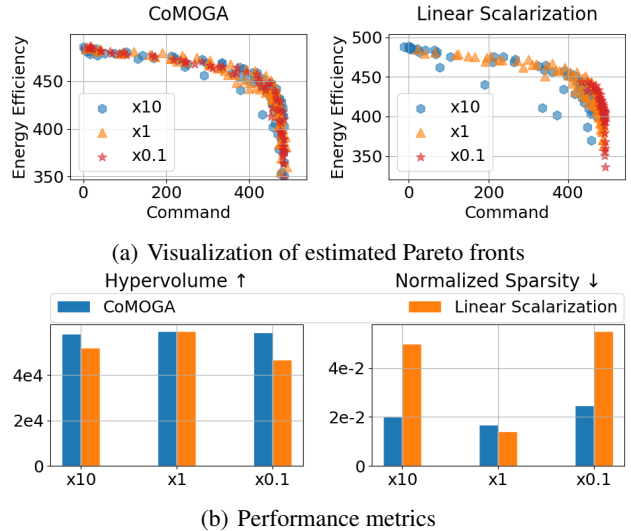 CoMOGA
Linear Scalarization
Energy Efficiency
450
400
350
x10
x1
x0.1
0
200
400
Command
Energy Efficiency
500
450
400
350
x10
x1
x0.1
0
200
400
Command
(a) Visualization of estimated Pareto fronts
Hypervolume ↑
Normalized Sparsity ↓
CoMOGA
Linear Scalarization
4e4
2e4
0
x10
x1
x0.1
4e-2
2e-2
0
x10
x1
x0.1
(b) Performance metrics